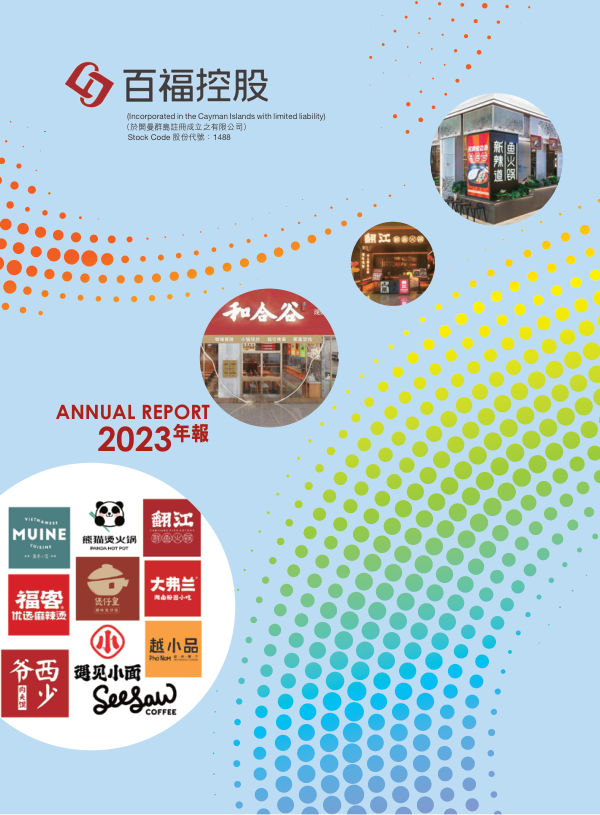 百福控股
(Incorporated in the Cayman Islands with limited liability)
(於開曼群島註冊成立之有限公司)
Stock Code 股份代號：1488
新辣道
鱼火锅
翻江
和合谷
ANNUAL REPORT
2023年報
VIETNAMESE
MUINE
CUISINE
熊猫烫火锅
PANDA HOT POT
翻江
福客
优选麻辣烫
煲仔皇
大弗兰
湖南粉面小吃
小
遇见小面
越小品
Pho Nam
爷西少
肉夹馍
SeeSaw
COFFEE